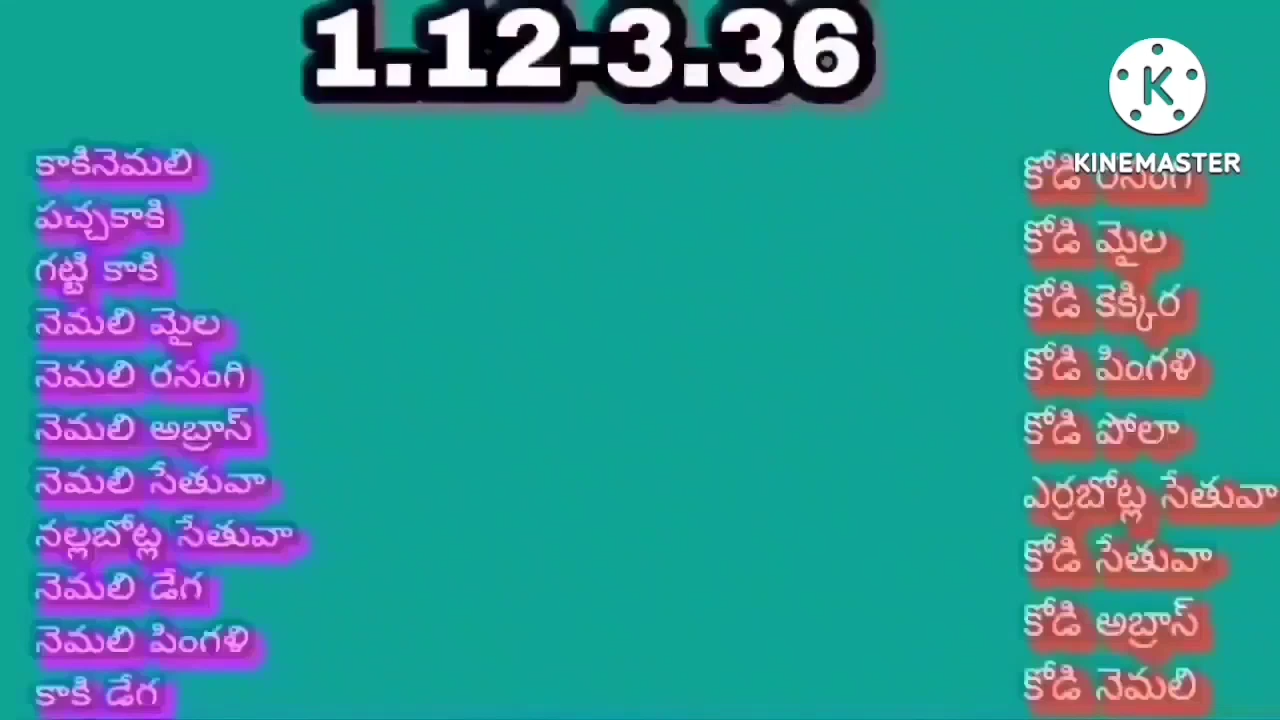 1.12-3.36
KINEMASTER
కాకినెమలి
పచ్చకాకి
గట్టి కాకి
నెమలి మైల
నెమలి రసంగి
నెమలి అబ్రాస్
నెమలి సేతువా
నల్లబోట్ల సేతువా
నెమలి డేగ
నెమలి పింగళి
కాకి డేగ
కోడి రసంగి
కోడి మైల
కోడి కెక్కిర
కోడి పింగళి
కోడి పోలా
ఎర్రబోట్ల సేతువా
కోడి సేతువా
కోడి అబ్రాస్
కోడి నెమలి